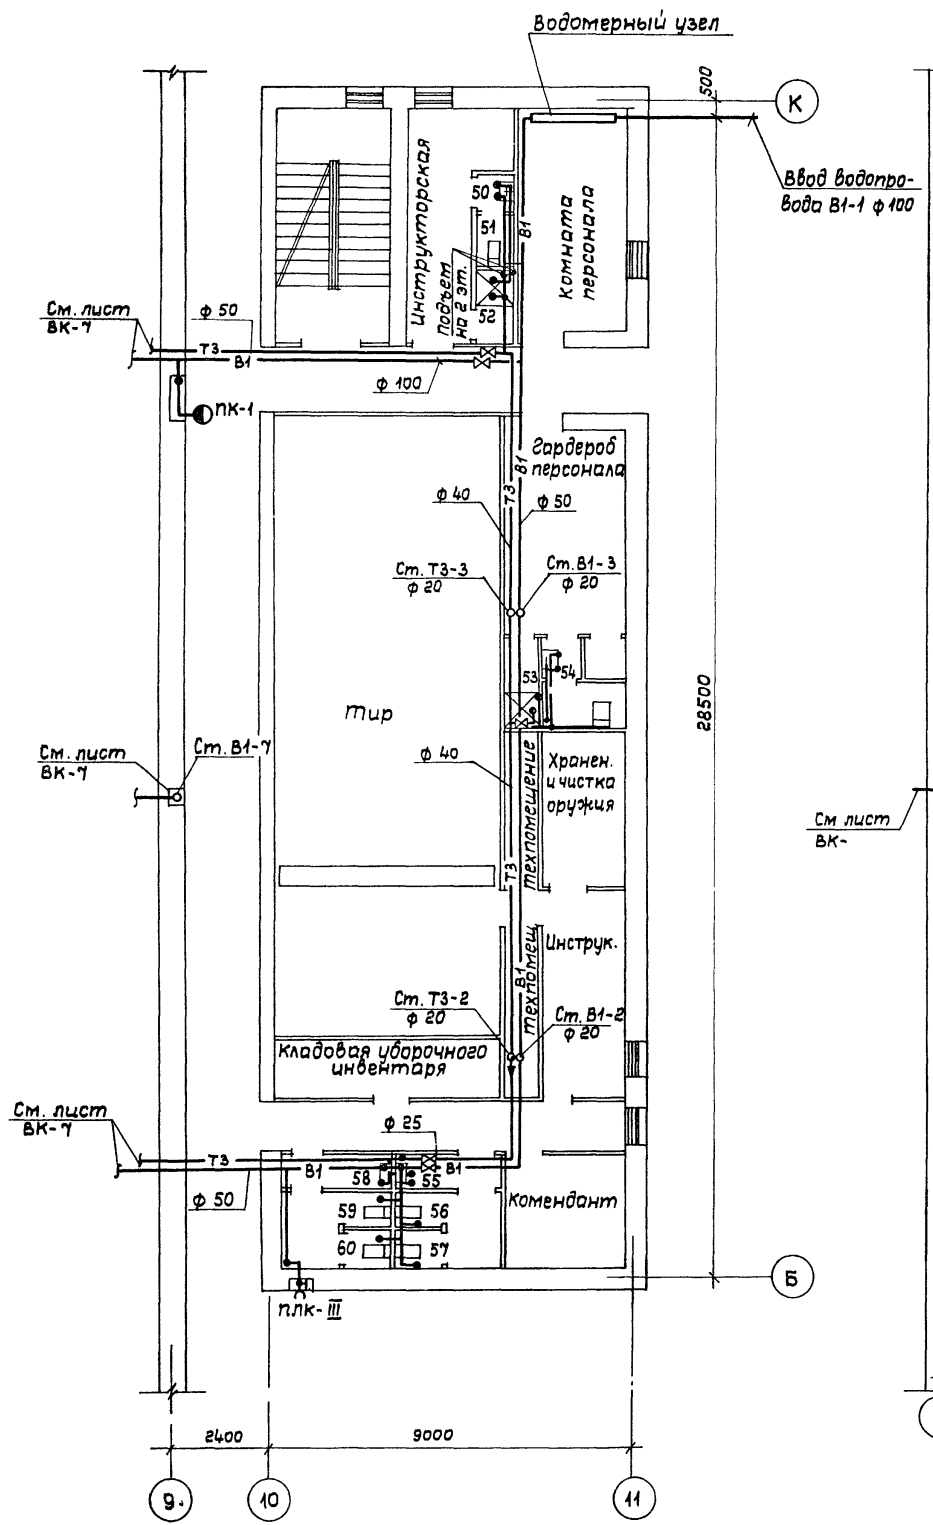 Водомерный узел
500
К
Ввод водопро-
вода В1-1 ф 100
Инструкторская
50
51
52
подъем
на 2 эт.
В1
Комната
персонала
См. лист
ВК-7
ф 50
Т3
В1
ф 100
ПК-1
Гардероб
персонала
В1
Т3
ф 40
ф 50
Ст. Т3-3
ф 20
Ст. В1-3
ф 20
53
54
28500
Тир
См. лист
ВК-7
Ст. В1-7
ф 40
Техпомещение
Хранен.
и чистка
оружия
См лист
ВК-
Т3
Инструк.
Техпомещ.
В1
Ст. Т3-2
ф 20
Ст. В1-2
ф 20
Кладовая уборочного
инвентаря
См. лист
ВК-7
ф 25
Т3
В1
В1
ф 50
58
55
59
56
60
57
Комендант
Б
ПЛК-III
2400
9000
9.
10
11